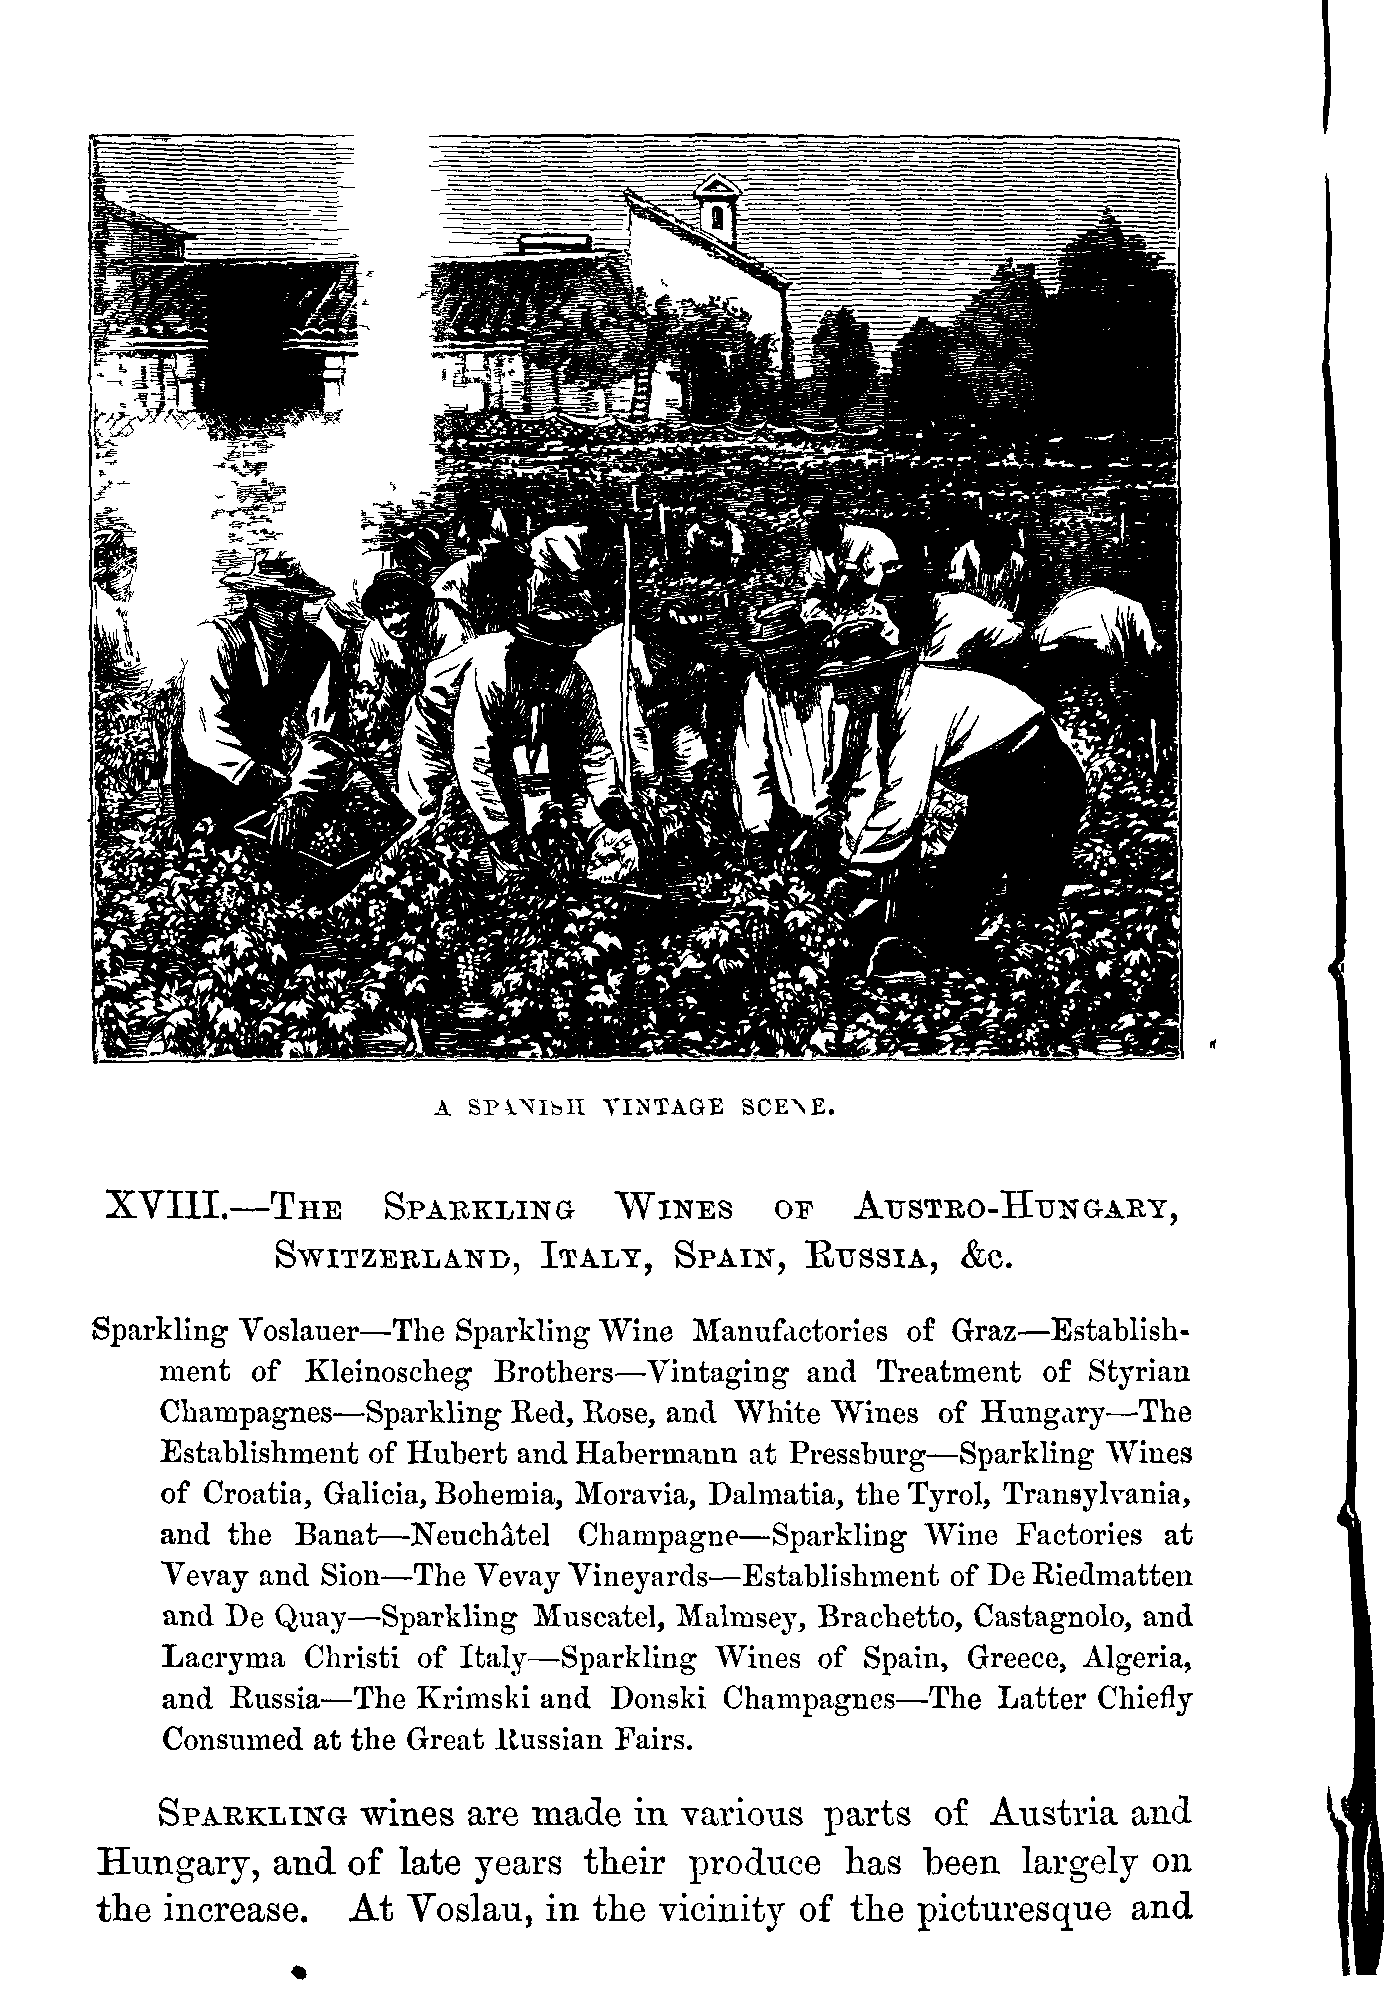 A SPANISH VINTAGE SCENE.
XVIII.—The Sparkling Wines of Austro-Hungary,
Switzerland, Italy, Spain, Russia, &c.
Sparkling Voslauer—The Sparkling Wine Manufactories of Graz—Establish-
ment of Kleinoscheg Brothers—Vintaging and Treatment of Styrian
Champagnes—Sparkling Red, Rose, and White Wines of Hungary—The
Establishment of Hubert and Habermann at Pressburg—Sparkling Wines
of Croatia, Galicia, Bohemia, Moravia, Dalmatia, the Tyrol, Transylvania,
and the Banat—Neuchâtel Champagne—Sparkling Wine Factories at
Vevay and Sion—The Vevay Vineyards—Establishment of De Riedmatten
and De Quay—Sparkling Muscatel, Malmsey, Brachetto, Castagnolo, and
Lacryma Christi of Italy—Sparkling Wines of Spain, Greece, Algeria,
and Russia—The Krimski and Donski Champagnes—The Latter Chiefly
Consumed at the Great Russian Fairs.
Sparkling wines are made in various parts of Austria and
Hungary, and of late years their produce has been largely on
the increase. At Voslau, in the vicinity of the picturesque and